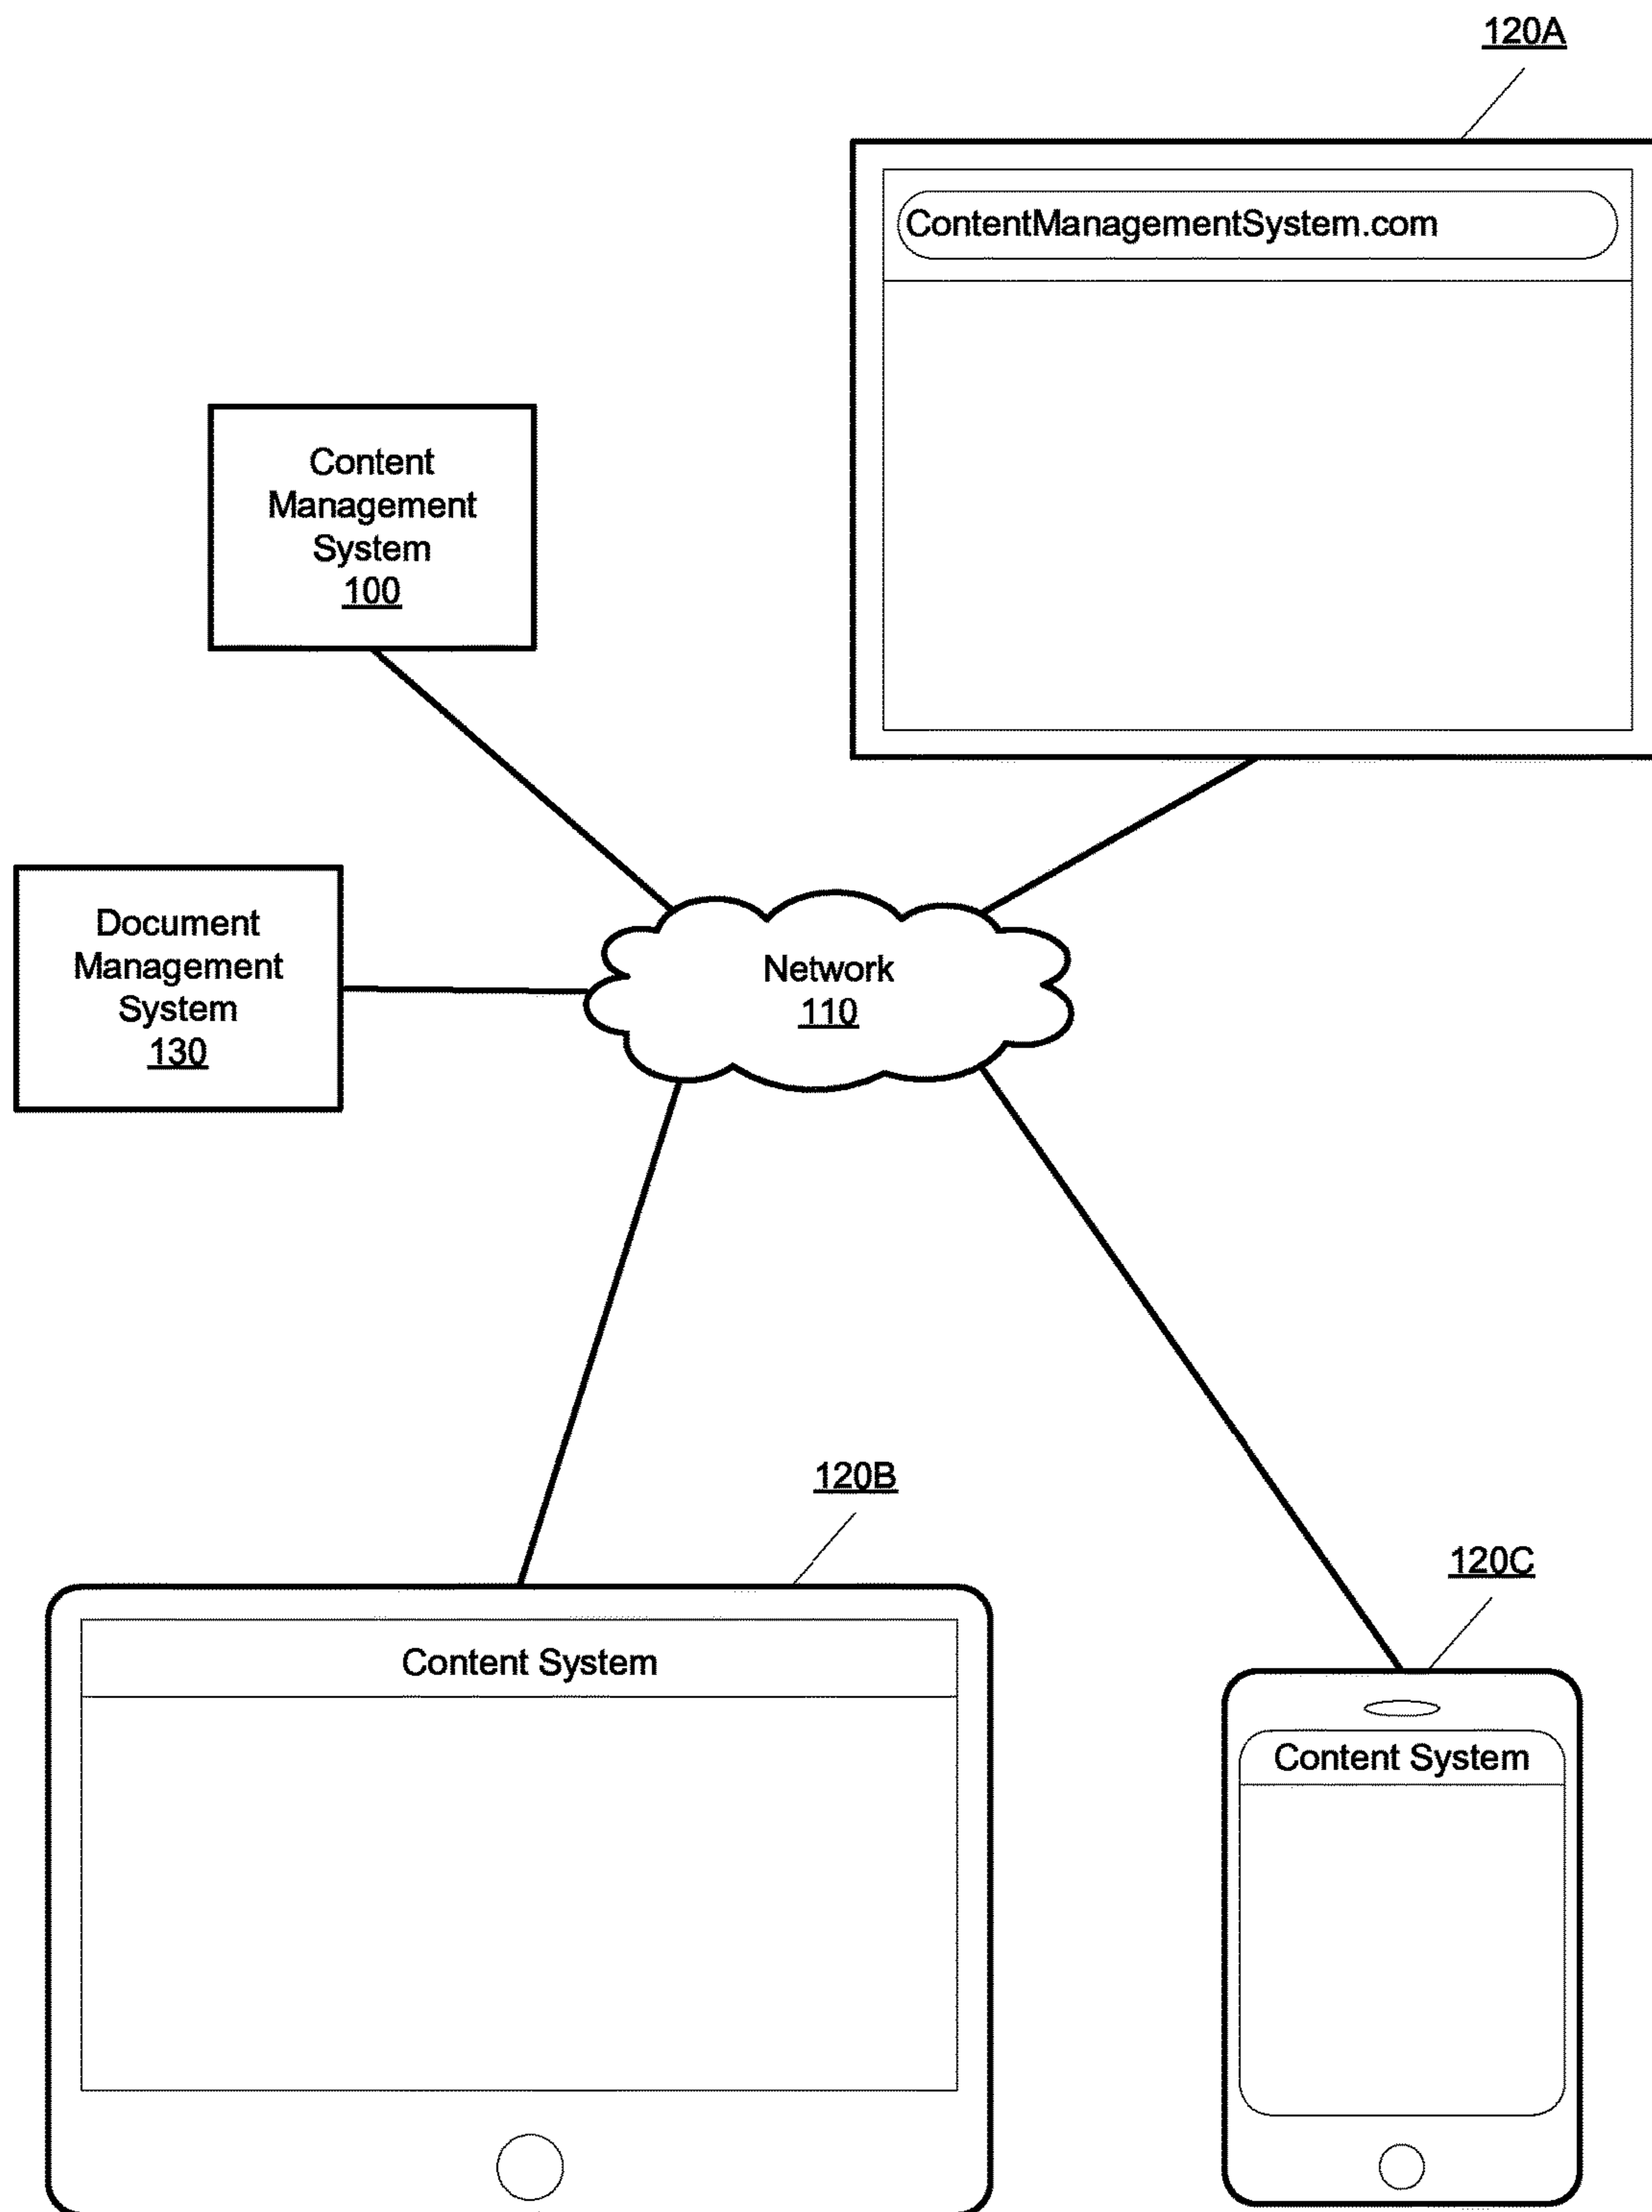 120A
ContentManagementSystem.com
Content
Management
System
100
Document
Management
System
130
Network
110
120B
Content System
120C
Content System